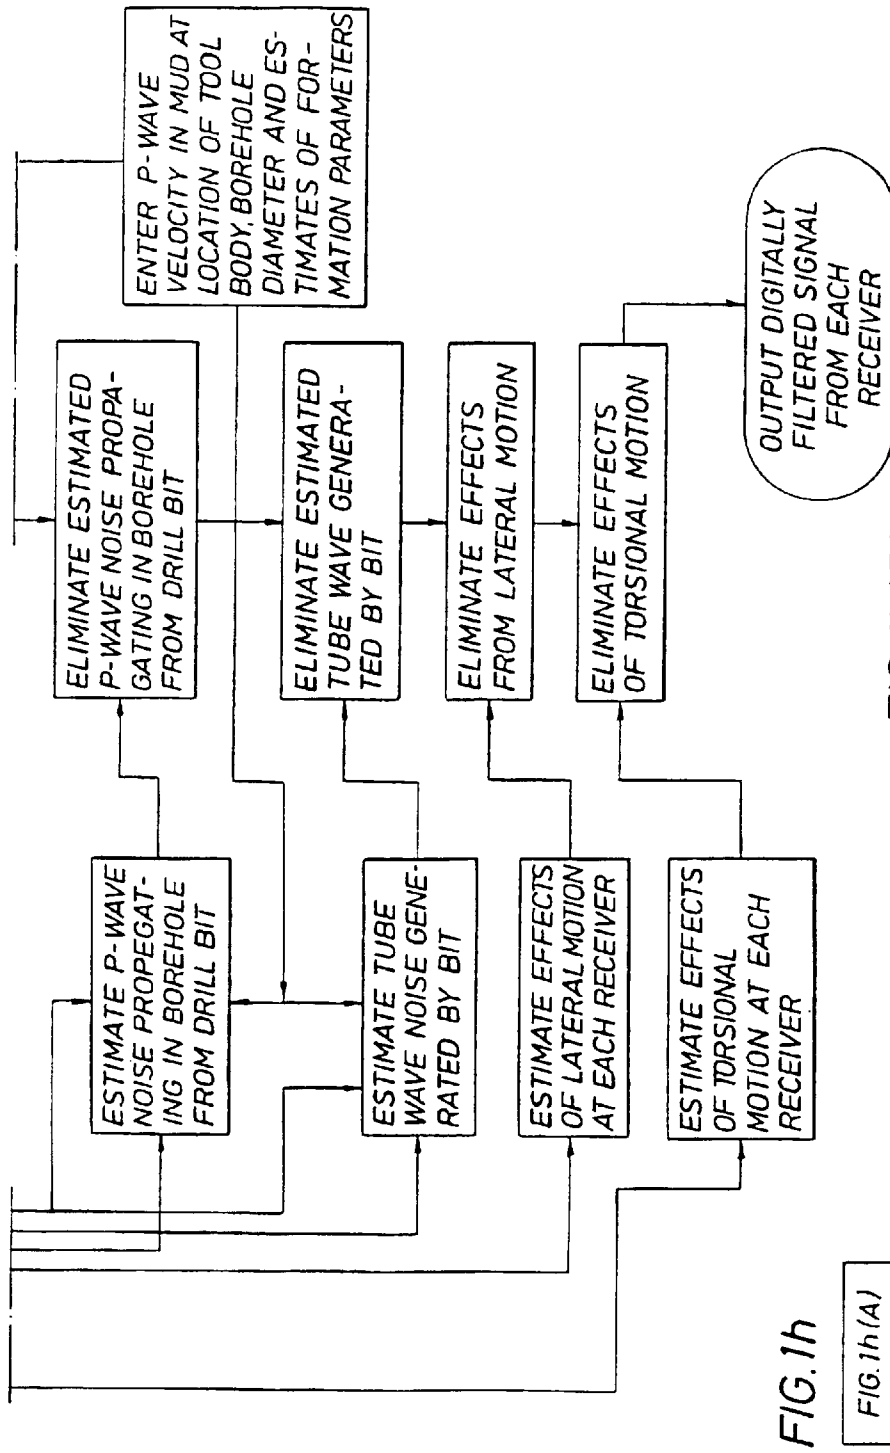 ESTIMATE P-WAVE
NOISE PROPEGAT-
ING IN BOREHOLE
FROM DRILL BIT
ELIMINATE ESTIMATED
P-WAVE NOISE PROPA-
GATING IN BOREHOLE
FROM DRILL BIT
ENTER P-WAVE
VELOCITY IN MUD AT
LOCATION OF TOOL
BODY, BOREHOLE
DIAMETER AND ES-
TIMATES OF FOR-
MATION PARAMETERS
ESTIMATE TUBE
WAVE NOISE GENE-
RATED BY BIT
ELIMINATE ESTIMATED
TUBE WAVE GENERA-
TED BY BIT
ESTIMATE EFFECTS
OF LATERAL MOTION
AT EACH RECEIVER
ELIMINATE EFFECTS
FROM LATERAL MOTION
ESTIMATE EFFECTS
OF TORSIONAL
MOTION AT EACH
RECEIVER
ELIMINATE EFFECTS
OF TORSIONAL MOTION
OUTPUT DIGITALLY
FILTERED SIGNAL
FROM EACH
RECEIVER
FIG.1h
FIG.1h(A)